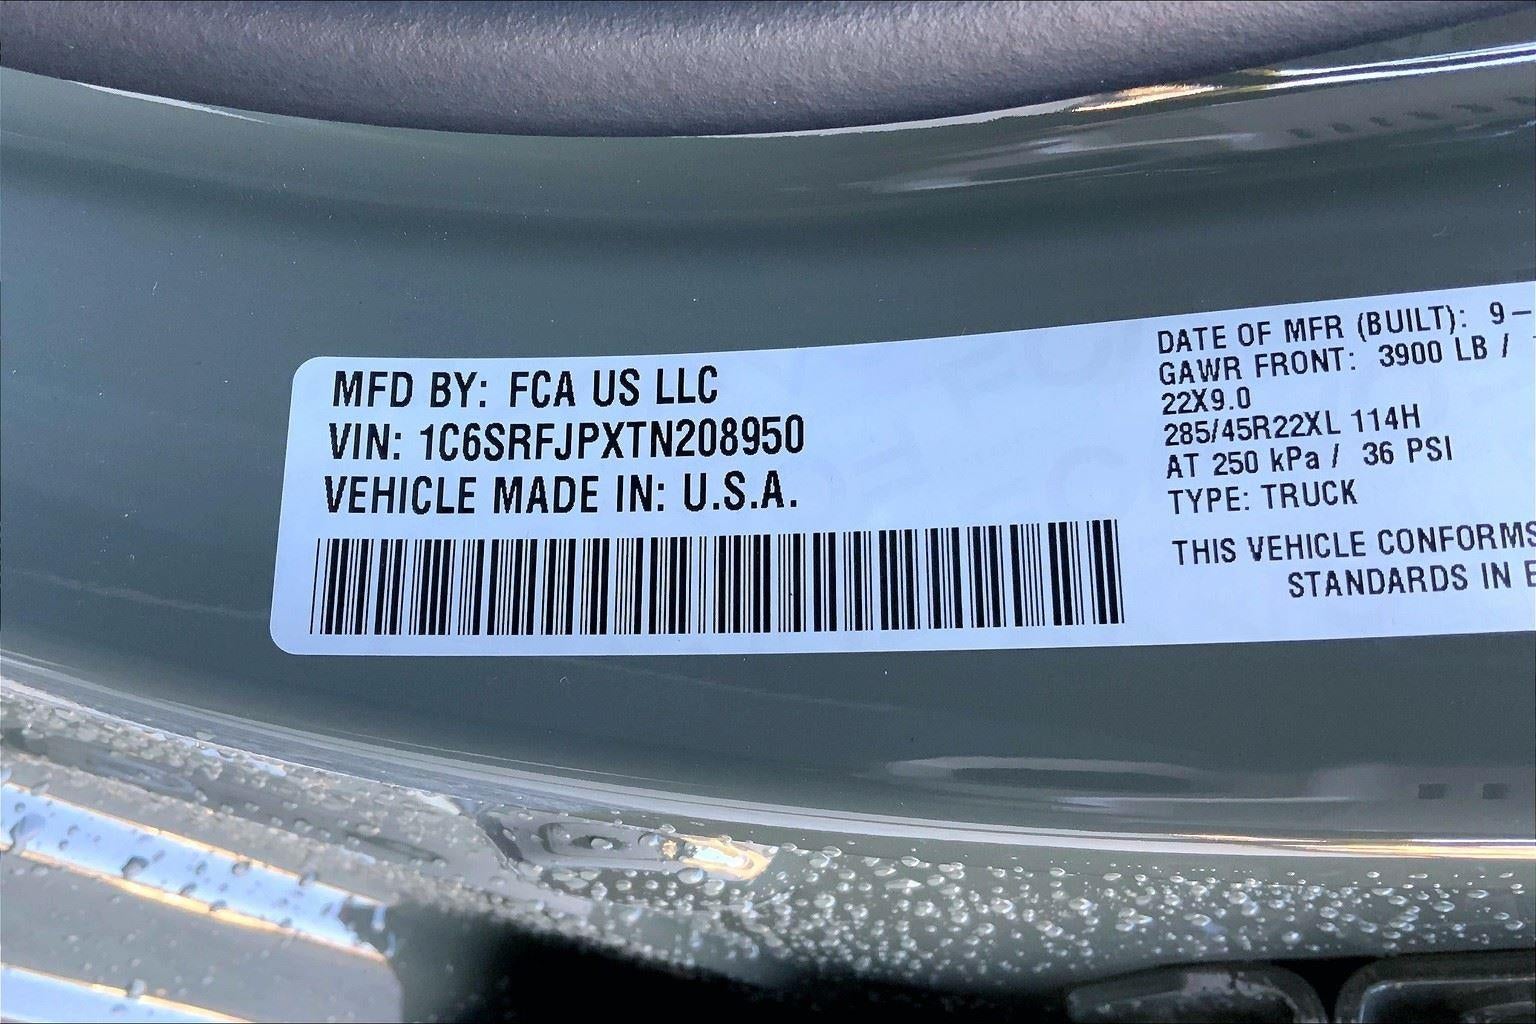 MFD BY: FCA US LLC
VIN: 1C6SRFJPXTN208950
VEHICLE MADE IN: U.S.A.
DATE OF MFR (BUILT): 9-
GAWR FRONT: 3900 LB /
22X9.0
285/45R22XL 114H
AT 250 kPa / 36 PSI
TYPE: TRUCK
THIS VEHICLE CONFORMS
STANDARDS IN E